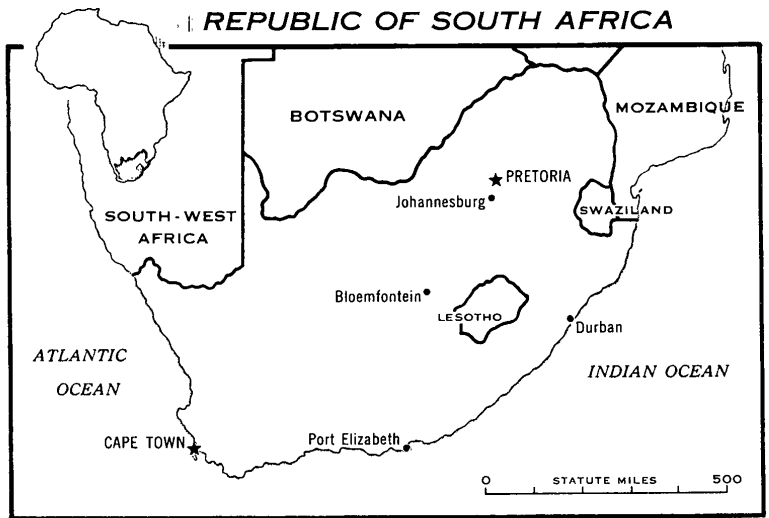 REPUBLIC OF SOUTH AFRICA
BOTSWANA
MOZAMBIQUE
PRETORIA
Johannesburg
SWAZILAND
SOUTH-WEST
AFRICA
Bloemfontein
LESOTHO
Durban
ATLANTIC
OCEAN
INDIAN OCEAN
CAPE TOWN
Port Elizabeth
0 STATUTE MILES 500